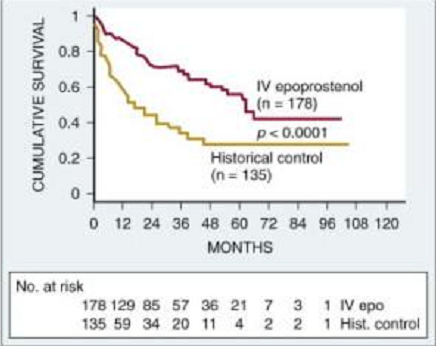 CUMULATIVE SURVIVAL
1
0.8
0.6
0.4
0.2
0
IV epoprostenol
(n = 178)
p < 0.0001
Historical control
(n = 135)
0 12 24 36 48 60 72 84 96 108 120
MONTHS
No. at risk
178 129 85 57 36 21 7 3 1 IV epo
135 59 34 20 11 4 2 2 1 Hist. control